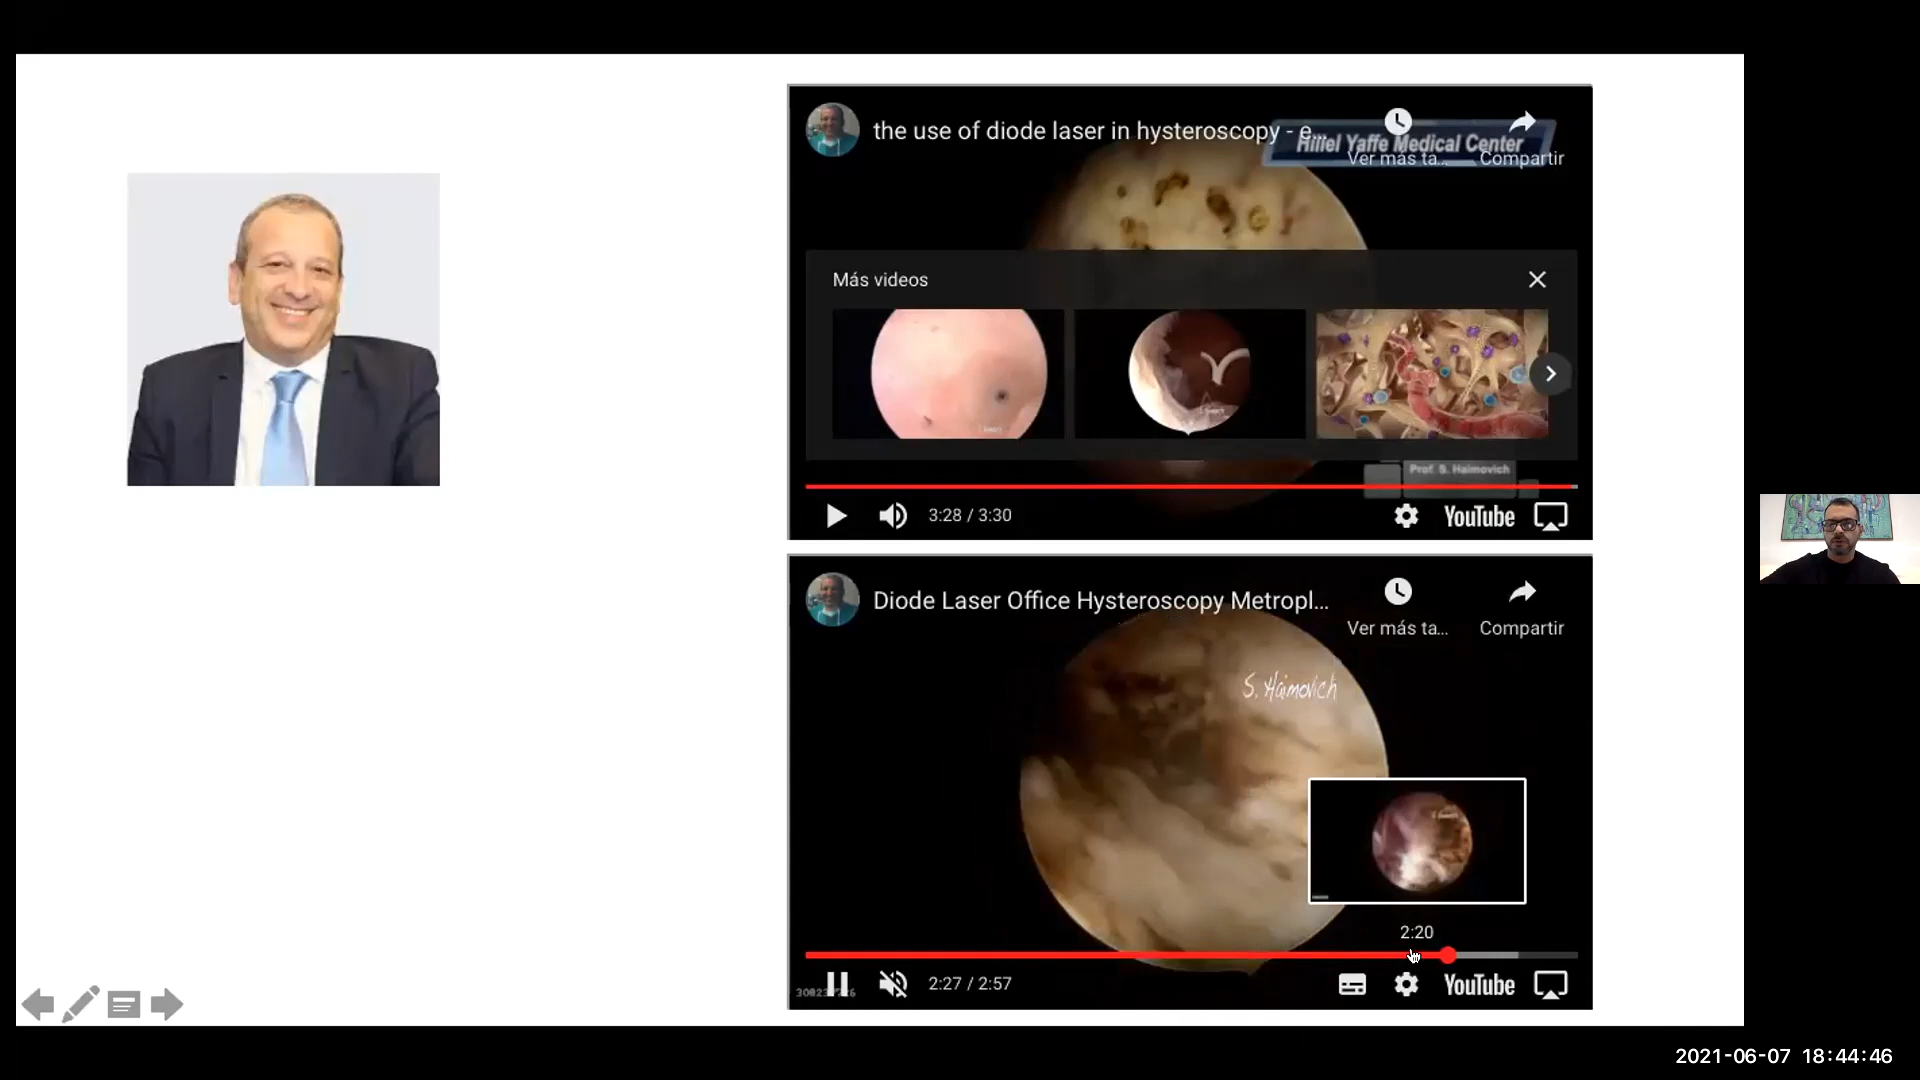 the use of diode laser in hysteroscopy - e...
Hillel Yaffe Medical Center
Ver más ta...
Compartir
Más videos
Prof. S. Haimovich
3:28 / 3:30
YouTube
Diode Laser Office Hysteroscopy Metropl...
Ver más ta...
Compartir
S. Haimovich
2:20
2:27 / 2:57
YouTube
2021-06-07 18:44:46